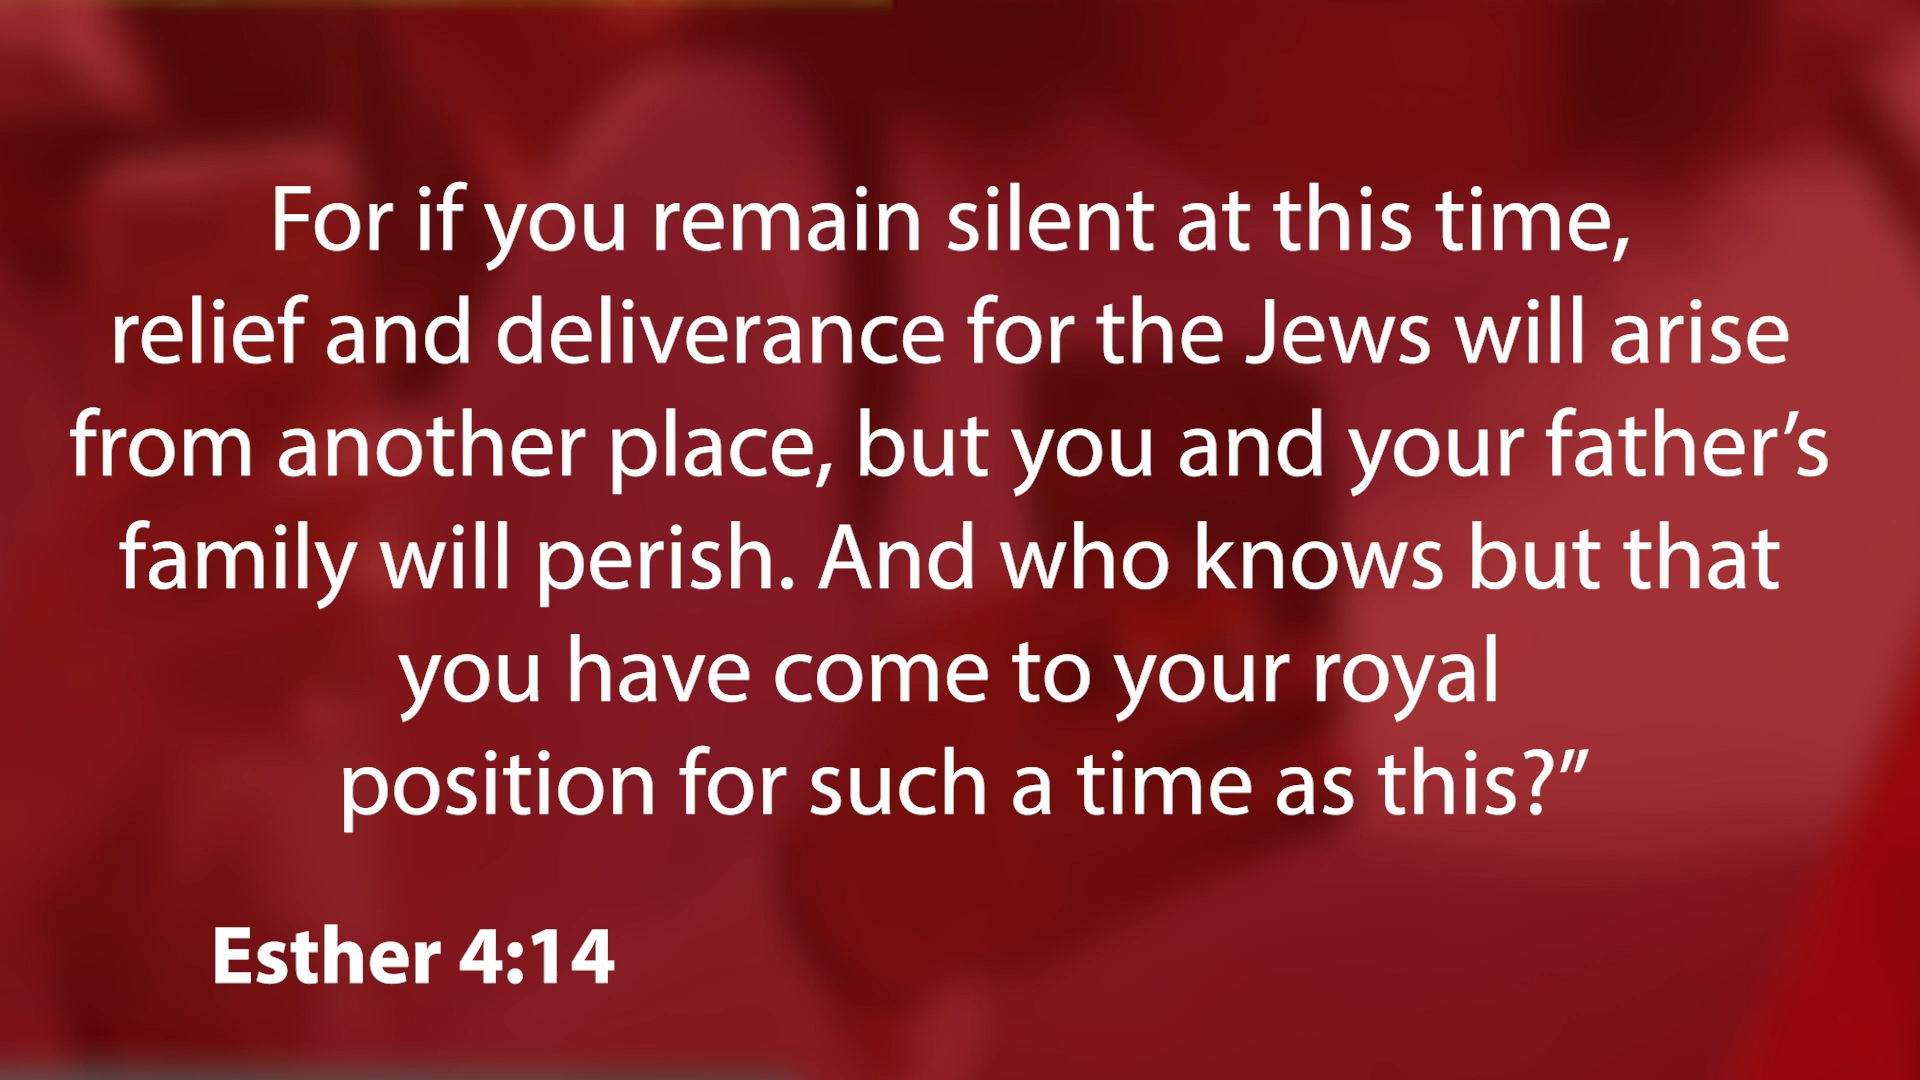 For if you remain silent at this time,
relief and deliverance for the Jews will arise
from another place, but you and your father’s
family will perish. And who knows but that
you have come to your royal
position for such a time as this?”
Esther 4:14